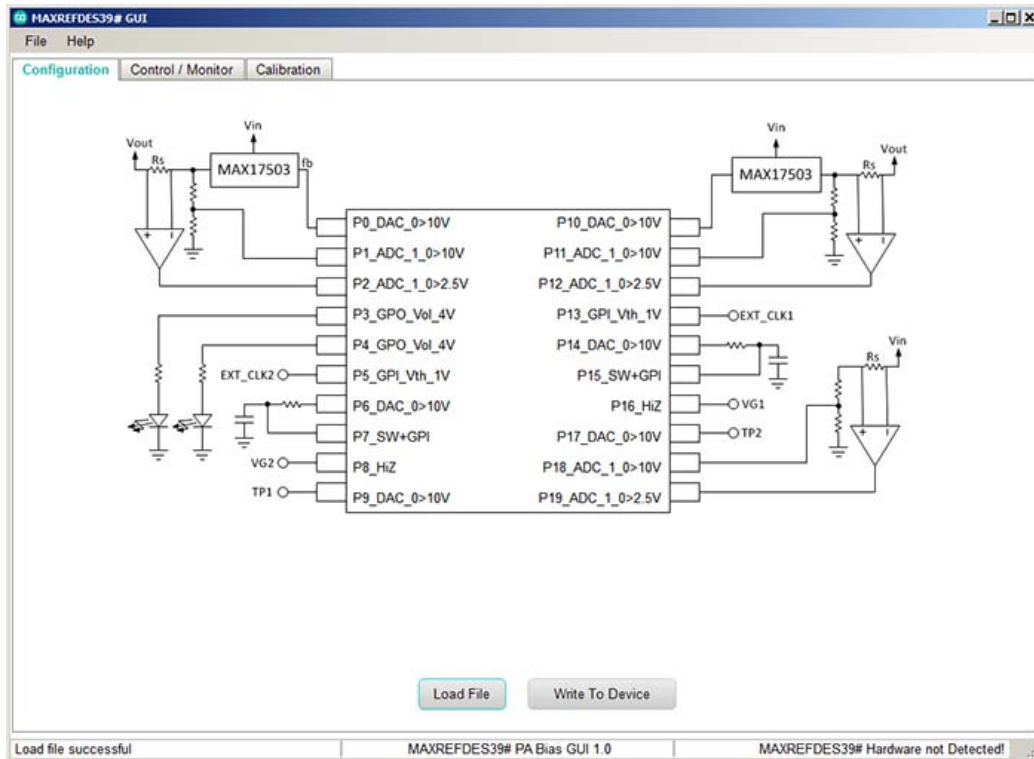 MAXREFDES39# GUI
File Help
Configuration Control / Monitor Calibration
Vin
Vout
Rs
MAX17503
fb
Vin
Vout
Rs
MAX17503
P0_DAC_0>10V
P1_ADC_1_0>10V
P2_ADC_1_0>2.5V
P3_GPO_Vol_4V
P4_GPO_Vol_4V
P5_GPI_Vth_1V
P6_DAC_0>10V
P7_SW+GPI
P8_HiZ
P9_DAC_0>10V
P10_DAC_0>10V
P11_ADC_1_0>10V
P12_ADC_1_0>2.5V
P13_GPI_Vth_1V
P14_DAC_0>10V
P15_SW+GPI
P16_HiZ
P17_DAC_0>10V
P18_ADC_1_0>10V
P19_ADC_1_0>2.5V
+
EXT_CLK2
VG2
TP1
+
EXT_CLK1
VG1
TP2
Vin
Rs
+
Load File Write To Device
Load file successful MAXREFDES39# PA Bias GUI 1.0 MAXREFDES39# Hardware not Detected!